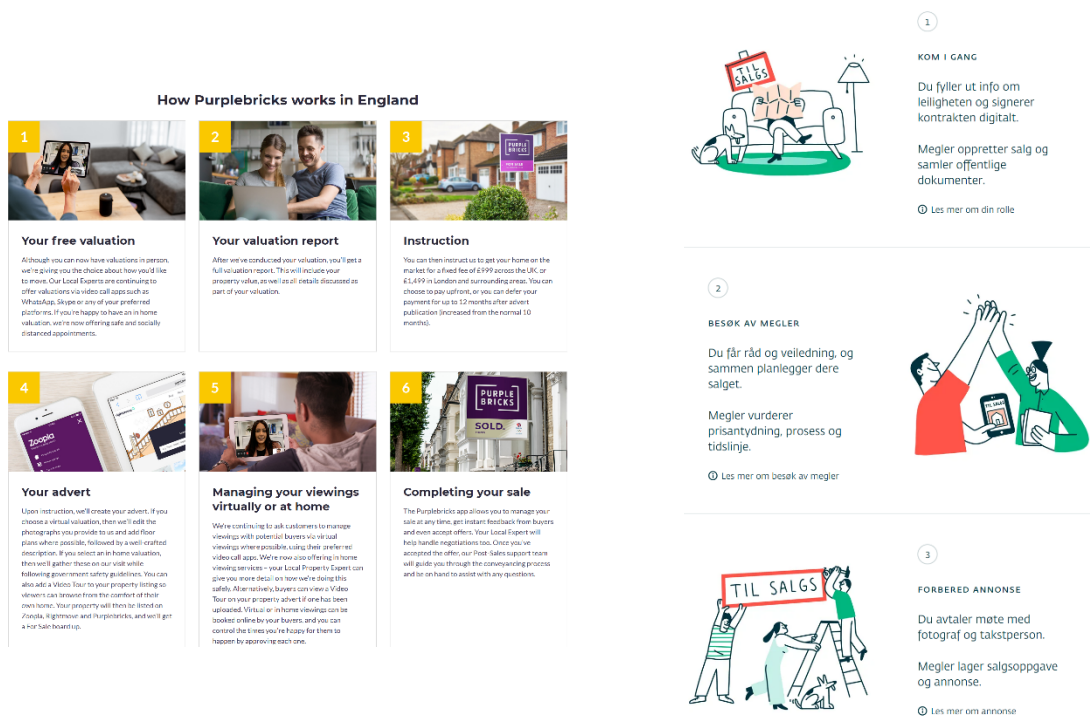 How Purplebricks works in England
1
Your free valuation
Although you can now have valuations in person,
we're giving you the choice about how you'd like
to move. Our Local Experts are continuing to
offer valuations via video call apps such as
WhatsApp, Skype or any of your preferred
platforms. If you're happy to have an in home
valuation, we're now offering safe and socially
distanced appointments.
2
Your valuation report
After we've conducted your valuation, you'll get a
full valuation report. This will include your
property value, as well as all details discussed as
part of your valuation.
3
PURPLE
BRICKS
FOR SALE
Instruction
You can then instruct us to get your home on the
market for a fixed fee of £999 across the UK, or
£1,499 in London and surrounding areas. You can
choose to pay upfront, or you can defer your
payment for up to 12 months after advert
publication (increased from the normal 10
months).
4
Zoopla
Your advert
Upon instruction, we'll create your advert. If you
choose a virtual valuation, then we'll edit the
photographs you provide to us and add floor
plans where possible, followed by a well-crafted
description. If you select an in home valuation,
then we'll gather these on our visit while
following government safety guidelines. You can
also add a Video Tour to your property listing so
viewers can browse from the comfort of their
own home. Your property will then be listed on
Zoopla, Rightmove and Purplebricks, and we'll get
a For Sale board up.
5
Managing your viewings
virtually or at home
We're continuing to ask customers to manage
viewings with potential buyers via virtual
viewings where possible, using their preferred
video call apps. We're now also offering in home
viewing services – your Local Property Expert can
give you more detail on how we're doing this
safely. Alternatively, buyers can view a Video
Tour on your property advert if one has been
uploaded. Virtual or in home viewings can be
booked online by your buyers, and you can
control the times you're happy for them to
happen by approving each one.
6
PURPLE
BRICKS
SOLD.
Completing your sale
The Purplebricks app allows you to manage your
sale at any time, get instant feedback from buyers
and even accept offers. Your Local Expert will
help handle negotiations too. Once you've
accepted the offer, our Post-Sales support team
will guide you through the conveyancing process
and be on hand to assist with any questions.
1
TIL
SALGS
KOM I GANG
Du fyller ut info om
leiligheten og signerer
kontrakten digitalt.
Megler oppretter salg og
samler offentlige
dokumenter.
Les mer om din rolle
2
BESØK AV MEGLER
Du får råd og veiledning, og
sammen planlegger dere
salget.
Megler vurderer
prisantydning, prosess og
tidslinje.
Les mer om besøk av megler
TIL SALGS
3
TIL SALGS
FORBERED ANNONSE
Du avtaler møte med
fotograf og takstperson.
Megler lager salgsoppgave
og annonse.
Les mer om annonse